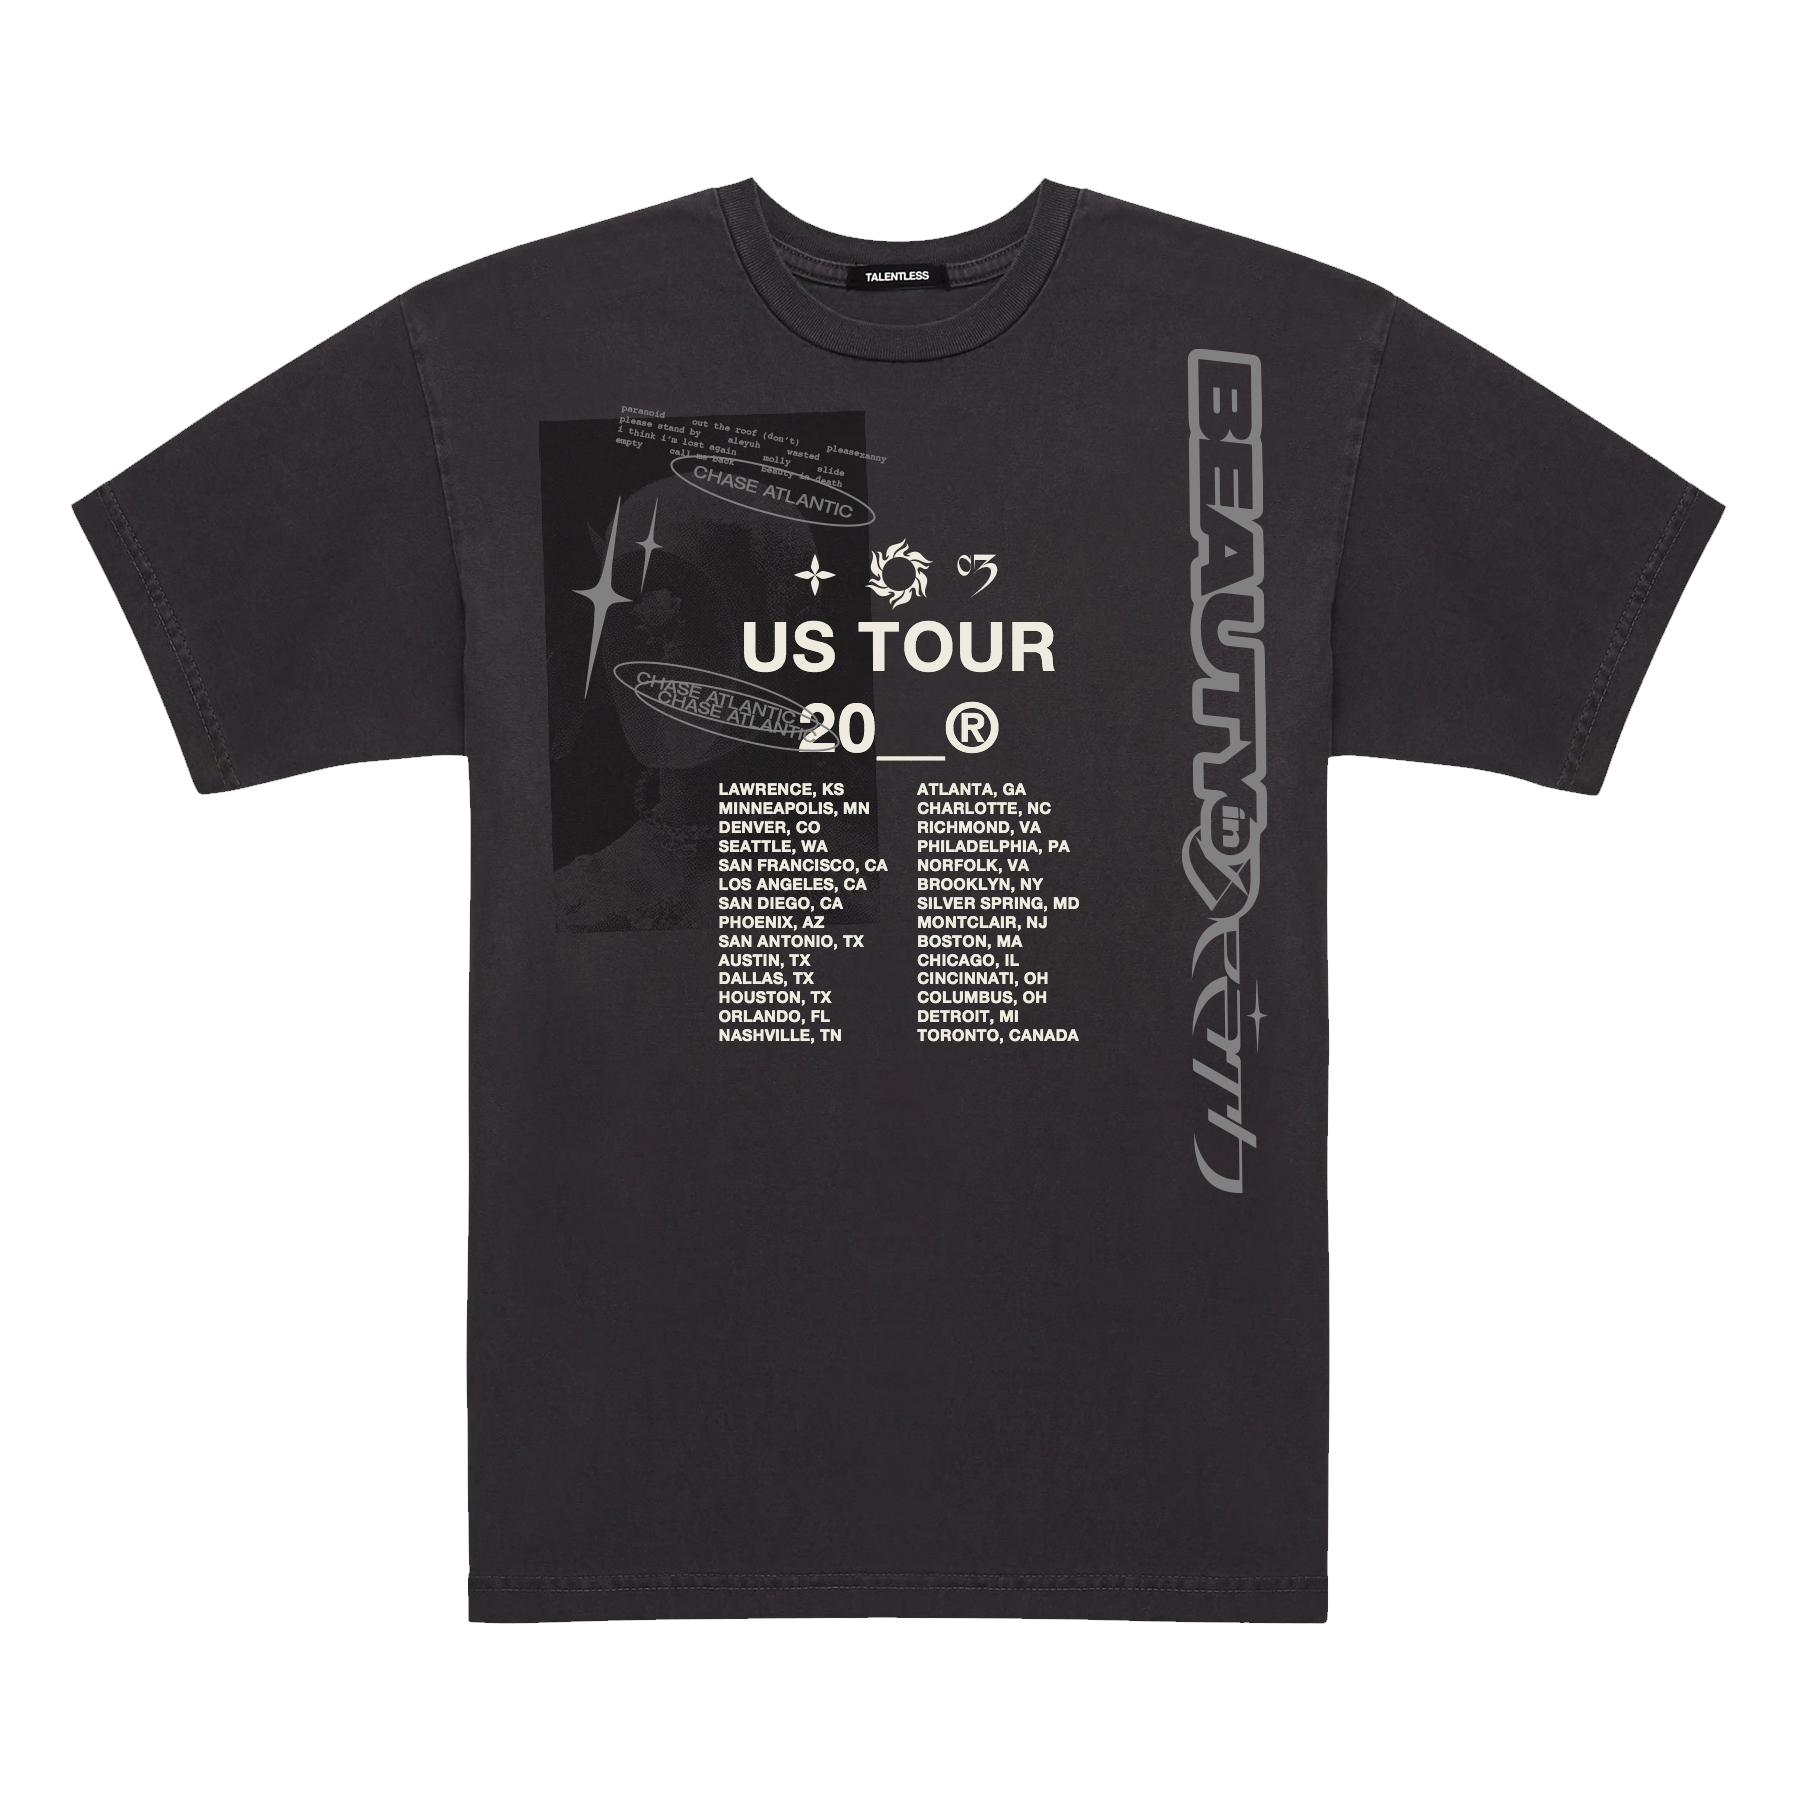 TALENTLESS
paranoid
out the roof (don't)
pleasexanny
please stand by
aleyuh
wasted
i think i'm lost again
molly
slide
empty
call me back
beauty in death
CHASE ATLANTIC
US TOUR
CHASE ATLANTIC
CHASE ATLANTIC
20__®
LAWRENCE, KS
MINNEAPOLIS, MN
DENVER, CO
SEATTLE, WA
SAN FRANCISCO, CA
LOS ANGELES, CA
SAN DIEGO, CA
PHOENIX, AZ
SAN ANTONIO, TX
AUSTIN, TX
DALLAS, TX
HOUSTON, TX
ORLANDO, FL
NASHVILLE, TN
ATLANTA, GA
CHARLOTTE, NC
RICHMOND, VA
PHILADELPHIA, PA
NORFOLK, VA
BROOKLYN, NY
SILVER SPRING, MD
MONTCLAIR, NJ
BOSTON, MA
CHICAGO, IL
CINCINNATI, OH
COLUMBUS, OH
DETROIT, MI
TORONTO, CANADA
BEAUTY in